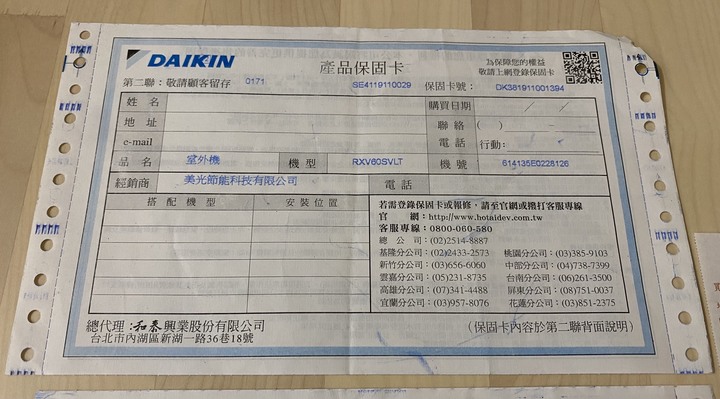 DAIKIN
產品保固卡
為保障您的權益
敬請上網登錄保固卡
第二聯：敬請顧客留存 0171
SE4119110029
保固卡號： DK381911001394
姓 名
購買日期 / /
地 址
聯 絡 ( ) -
e-mail
電 話 行動： -
品 名 室外機 機 型 RXV60SVLT 機 號 614135E0228126
經銷商 美光節能科技有限公司 電 話
搭 配 機 型 安 裝 位 置
若需登錄保固卡或報修，請至官網或撥打客服專線
官 網：http://www.hotaidev.com.tw
客服專線：0800-060-580
總 公 司：(02)2514-8887
基隆分公司：(02)2433-2573 桃園分公司：(03)385-9103
新竹分公司：(03)656-6060 中部分公司：(04)738-7399
雲嘉分公司：(05)231-8735 台南分公司：(06)261-3500
高雄分公司：(07)341-4488 屏東分公司：(08)751-0037
宜蘭分公司：(03)957-8076 花蓮分公司：(03)851-2375
總代理：和泰興業股份有限公司
台北市內湖區新湖一路36巷18號
(保固卡內容於第二聯背面說明)